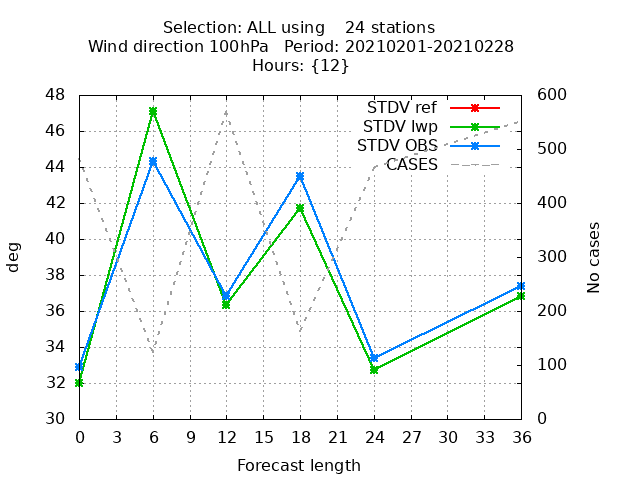 Selection: ALL using    24 stations
Wind direction 100hPa   Period: 20210201-20210228
Hours: {12}
STDV ref
STDV lwp
STDV OBS
CASES
48
46
44
42
40
38
36
34
32
30
deg
600
500
400
300
200
100
0
No cases
0 3 6 9 12 15 18 21 24 27 30 33 36
Forecast length